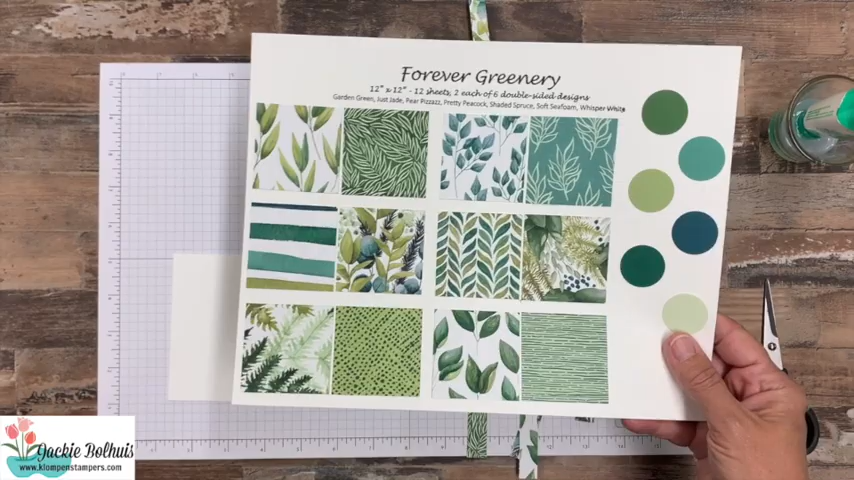 Forever Greenery
12" x 12" - 12 sheets, 2 each of 6 double-sided designs
Garden Green, Just Jade, Pear Pizzazz, Pretty Peacock, Shaded Spruce, Soft Seafoam, Whisper White
Jackie Bolhuis
www.klompenstampers.com